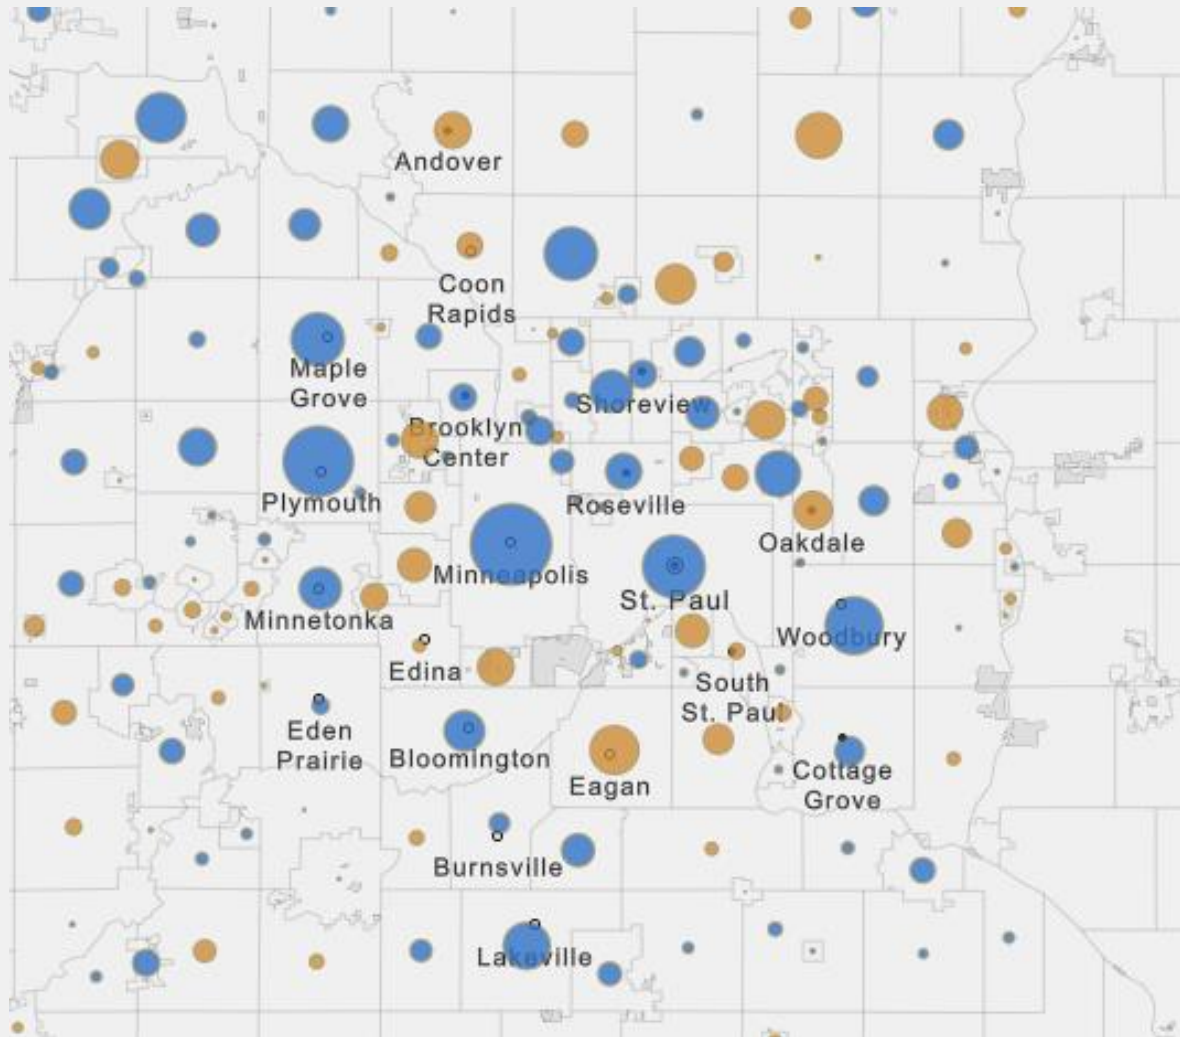 Andover
Coon
Rapids
Maple
Grove
Shoreview
Brooklyn
Center
Plymouth
Roseville
Oakdale
Minneapolis
St. Paul
Minnetonka
Woodbury
Edina
South
St. Paul
Eden
Prairie
Bloomington
Eagan
Cottage
Grove
Burnsville
Lakeville